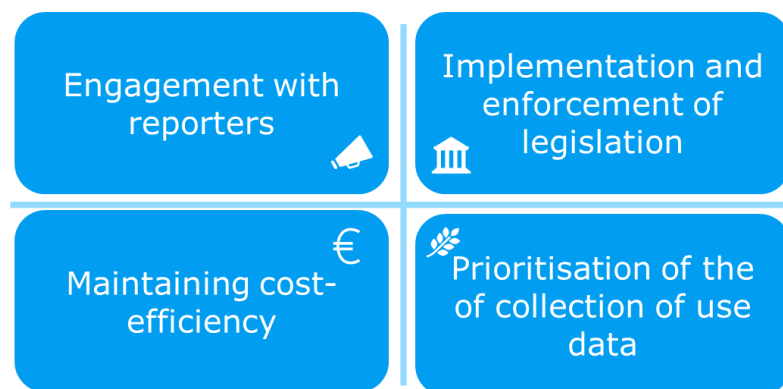 Engagement with
reporters
Implementation and
enforcement of
legislation
€
Maintaining cost-
efficiency
Prioritisation of the
of collection of use
data